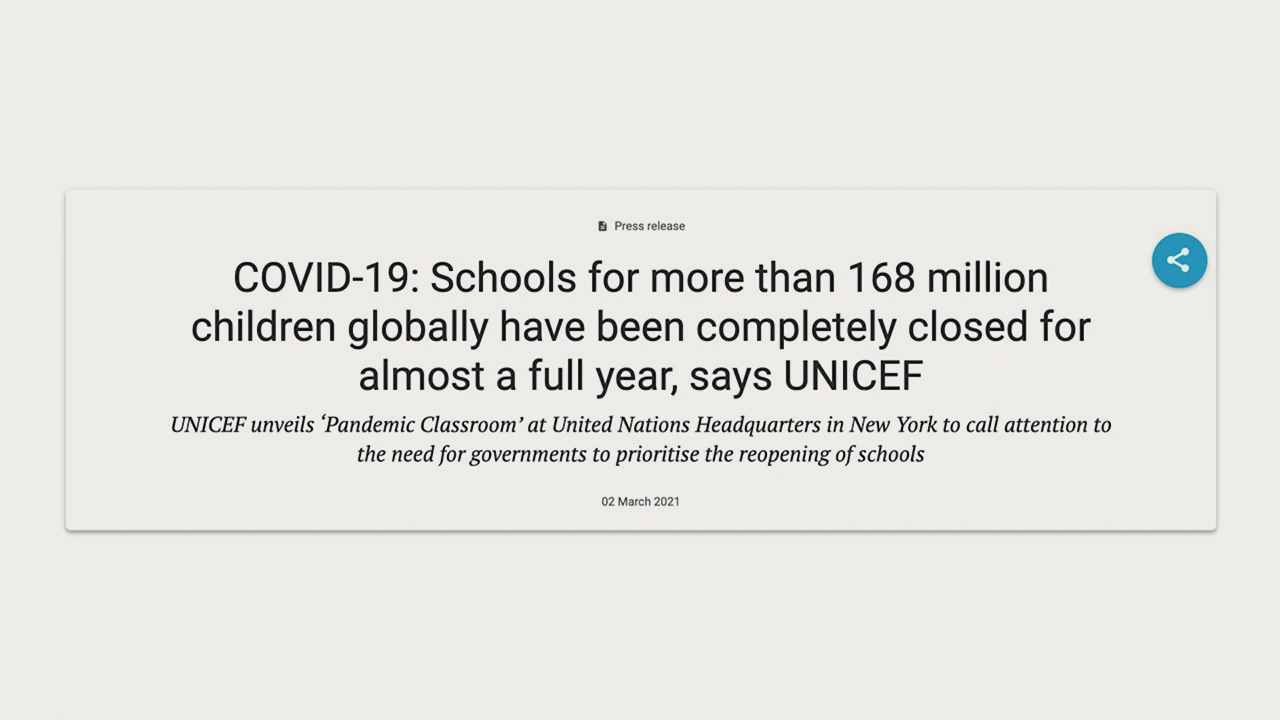 Press release
COVID-19: Schools for more than 168 million
children globally have been completely closed for
almost a full year, says UNICEF
UNICEF unveils ‘Pandemic Classroom’ at United Nations Headquarters in New York to call attention to
the need for governments to prioritise the reopening of schools
02 March 2021